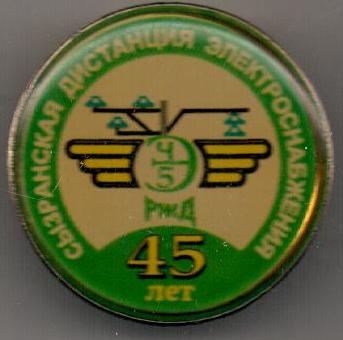 СЫЗРАНСКАЯ ДИСТАНЦИЯ ЭЛЕКТРОСНАБЖЕНИЯ
Ч
Э
5
РЖД
45
лет